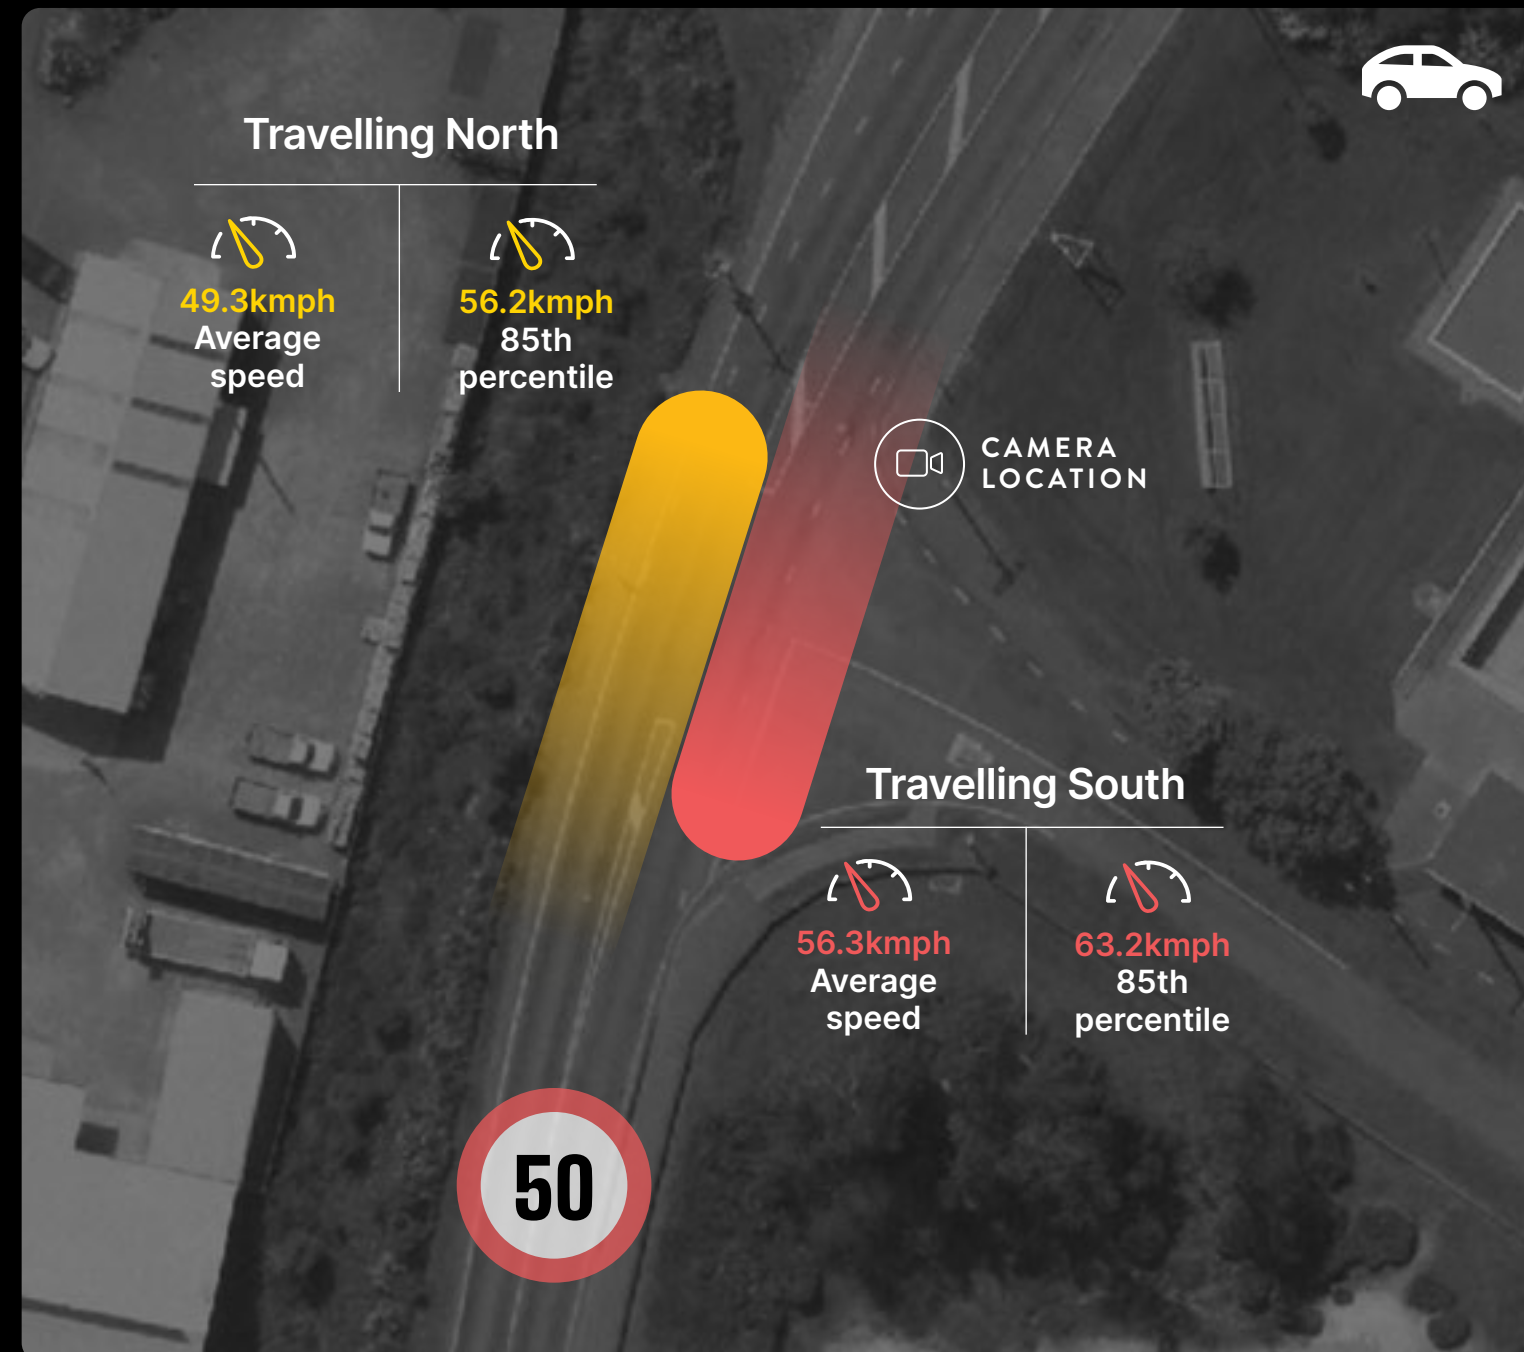 Travelling North
49.3kmph
Average
speed
56.2kmph
85th
percentile
CAMERA
LOCATION
Travelling South
56.3kmph
Average
speed
63.2kmph
85th
percentile
50